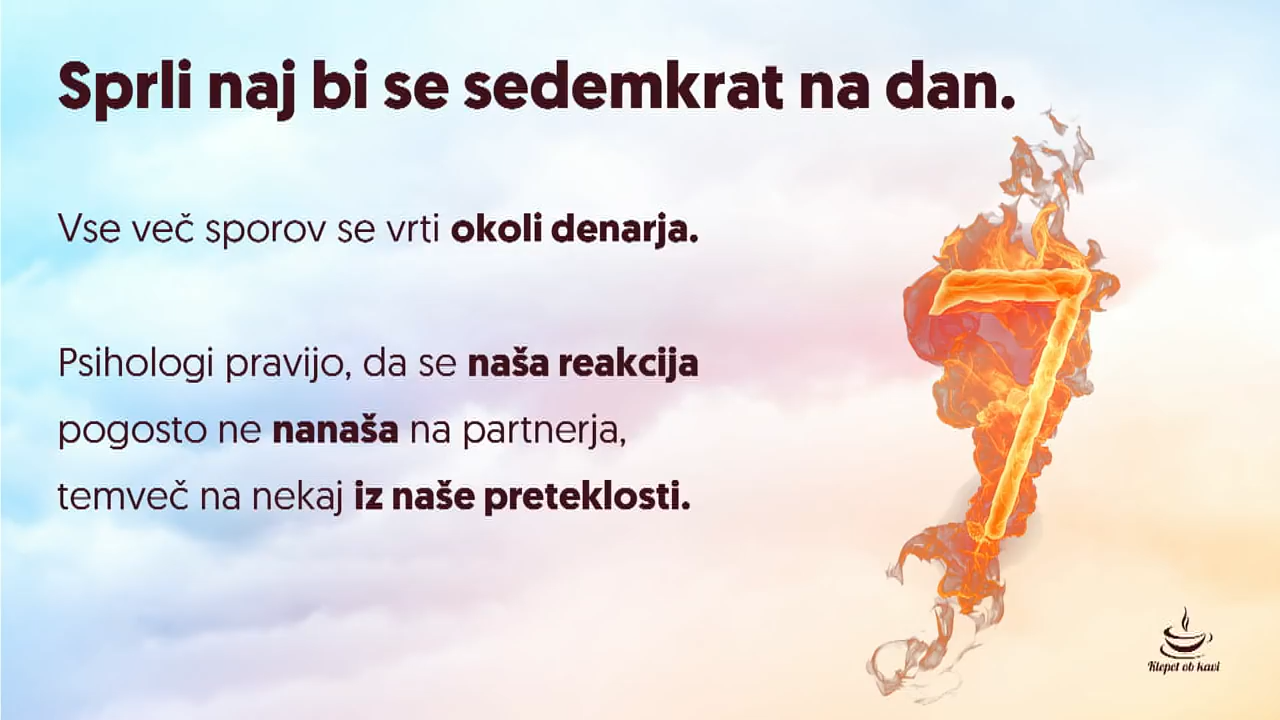 Sprli naj bi se sedemkrat na dan.
Vse več sporov se vrti okoli denarja.
Psihologi pravijo, da se naša reakcija
pogosto ne nanaša na partnerja,
temveč na nekaj iz naše preteklosti.
7
Klepet ob kavi